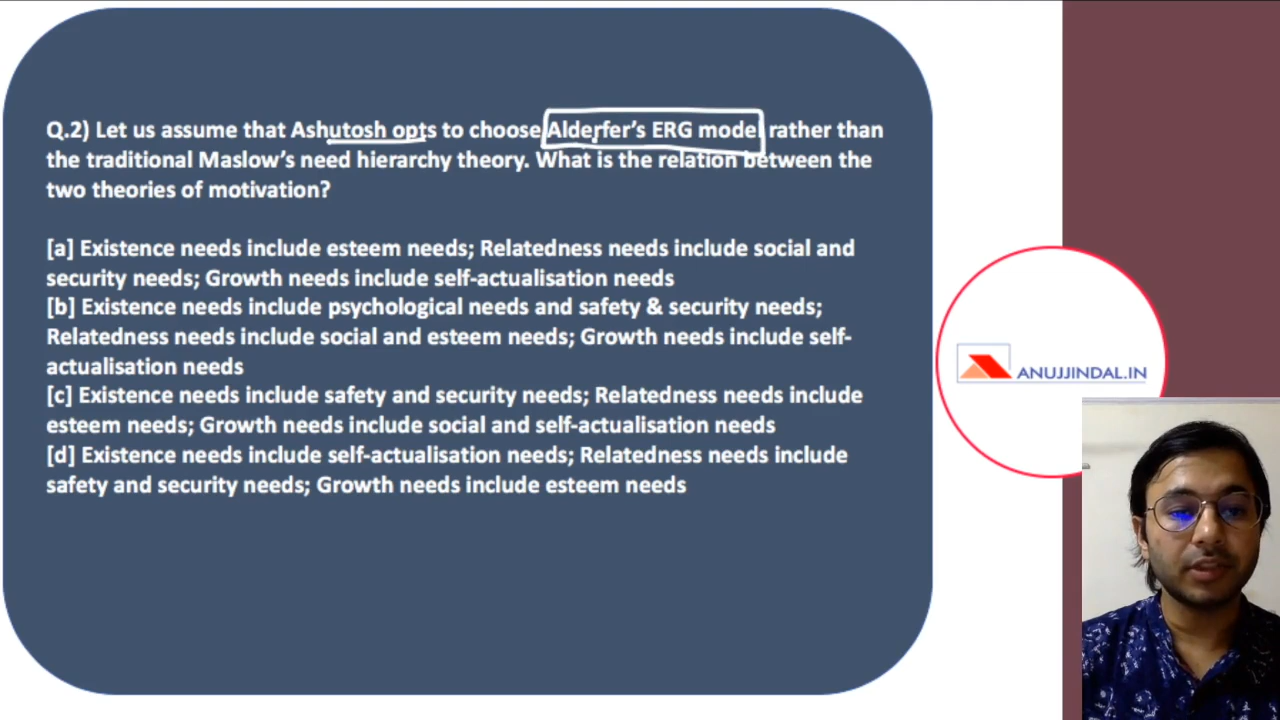 Q.2) Let us assume that Ashutosh opts to choose Alderfer's ERG model rather than
the traditional Maslow's need hierarchy theory. What is the relation between the
two theories of motivation?
[a] Existence needs include esteem needs; Relatedness needs include social and
security needs; Growth needs include self-actualisation needs
[b] Existence needs include psychological needs and safety & security needs;
Relatedness needs include social and esteem needs; Growth needs include self-
actualisation needs
[c] Existence needs include safety and security needs; Relatedness needs include
esteem needs; Growth needs include social and self-actualisation needs
[d] Existence needs include self-actualisation needs; Relatedness needs include
safety and security needs; Growth needs include esteem needs
ANUJJINDAL.IN